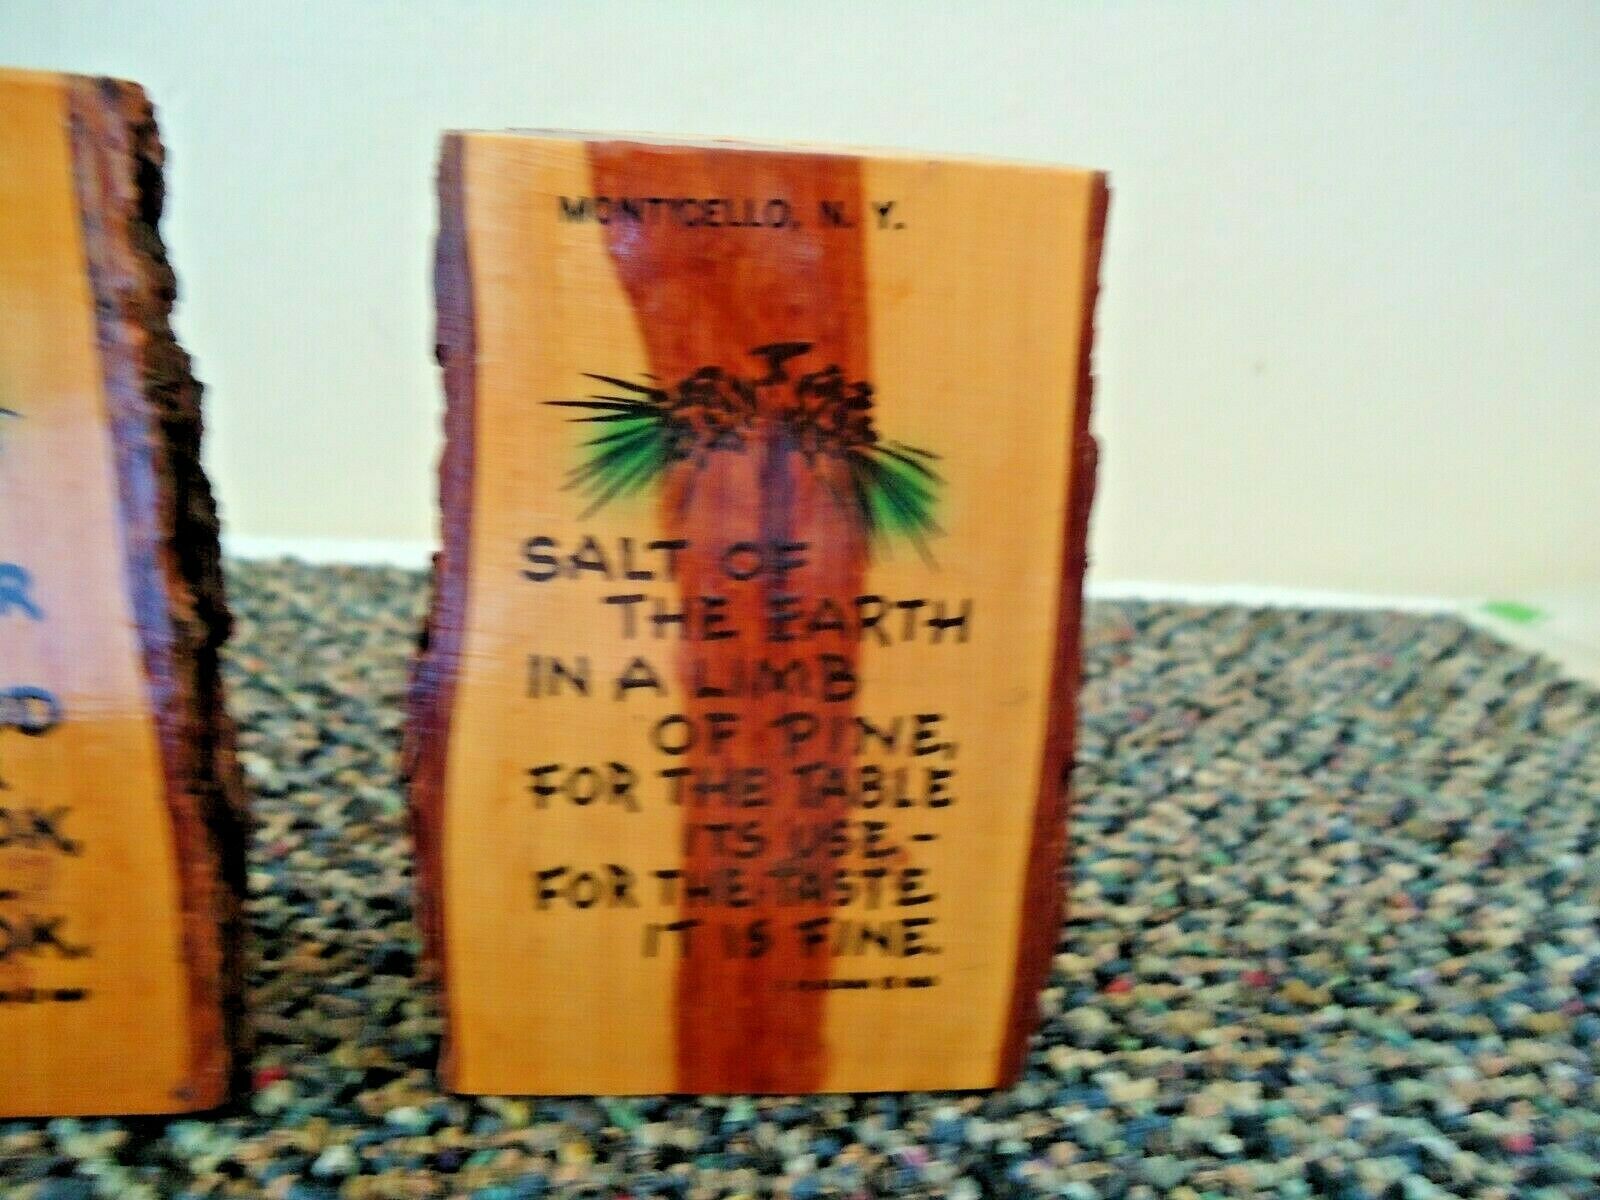 MONTICELLO, N. Y.
SALT OF
THE EARTH
IN A LIMB
OF PINE,
FOR THE TABLE
ITS USE,-
FOR THE TASTE
IT IS FINE.